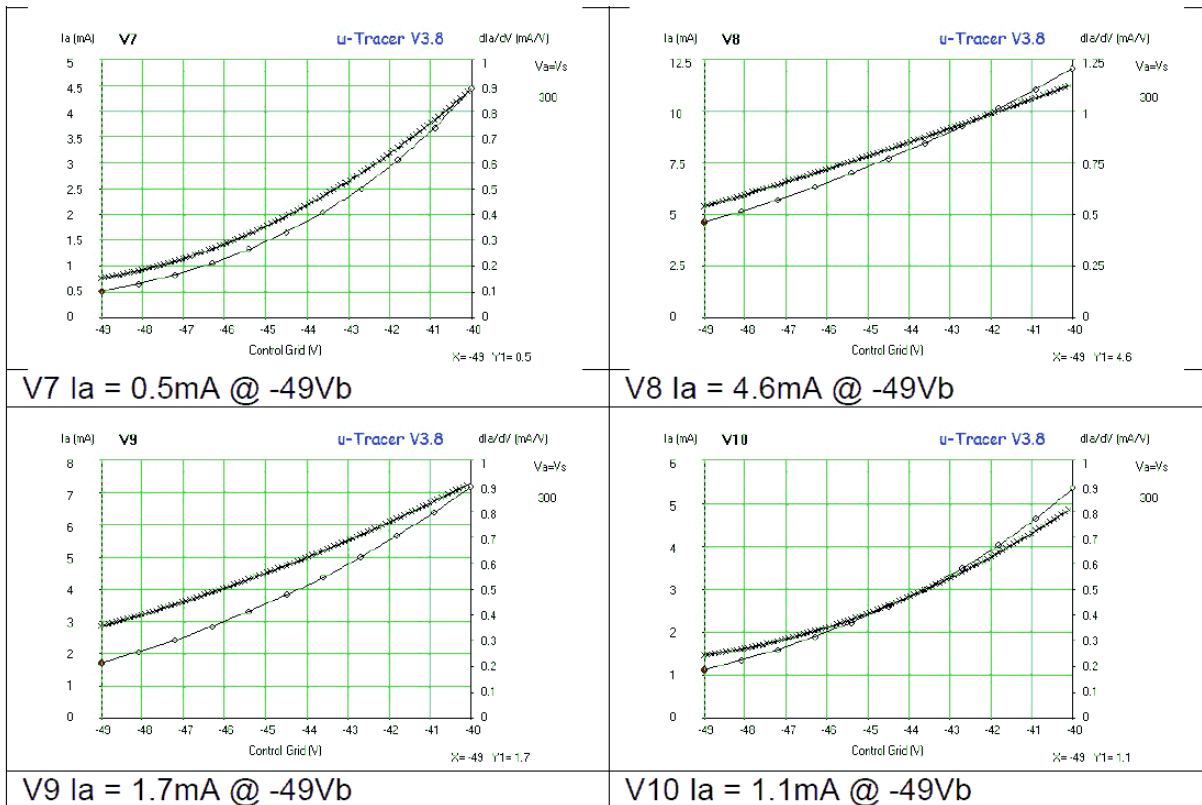 Ia (mA) V7 u-Tracer V3.8 dIa/dV (mA/V)
5 1 Va=Vs
4.5 0.9 300
4 0.8
3.5 0.7
3 0.6
2.5 0.5
2 0.4
1.5 0.3
1 0.2
0.5 0.1
0 0
-49 -48 -47 -46 -45 -44 -43 -42 -41 -40
Control Grid (V) X= -49 Y1= 0.5
V7 Ia = 0.5mA @ -49Vb
Ia (mA) V8 u-Tracer V3.8 dIa/dV (mA/V)
12.5 1.25 Va=Vs
300
10 1
7.5 0.75
5 0.5
2.5 0.25
0 0
-49 -48 -47 -46 -45 -44 -43 -42 -41 -40
Control Grid (V) X= -49 Y1= 4.6
V8 Ia = 4.6mA @ -49Vb
Ia (mA) V9 u-Tracer V3.8 dIa/dV (mA/V)
8 1 Va=Vs
7 0.9 300
6 0.8
5 0.7
4 0.6
3 0.5
2 0.4
1 0.3
0 0.2
0.1
0
-49 -48 -47 -46 -45 -44 -43 -42 -41 -40
Control Grid (V) X= -49 Y1= 1.7
V9 Ia = 1.7mA @ -49Vb
Ia (mA) V10 u-Tracer V3.8 dIa/dV (mA/V)
6 1 Va=Vs
5 0.9 300
4 0.8
3 0.7
2 0.6
1 0.5
0 0.4
0.3
0.2
0.1
0
-49 -48 -47 -46 -45 -44 -43 -42 -41 -40
Control Grid (V) X= -49 Y1= 1.1
V10 Ia = 1.1mA @ -49Vb